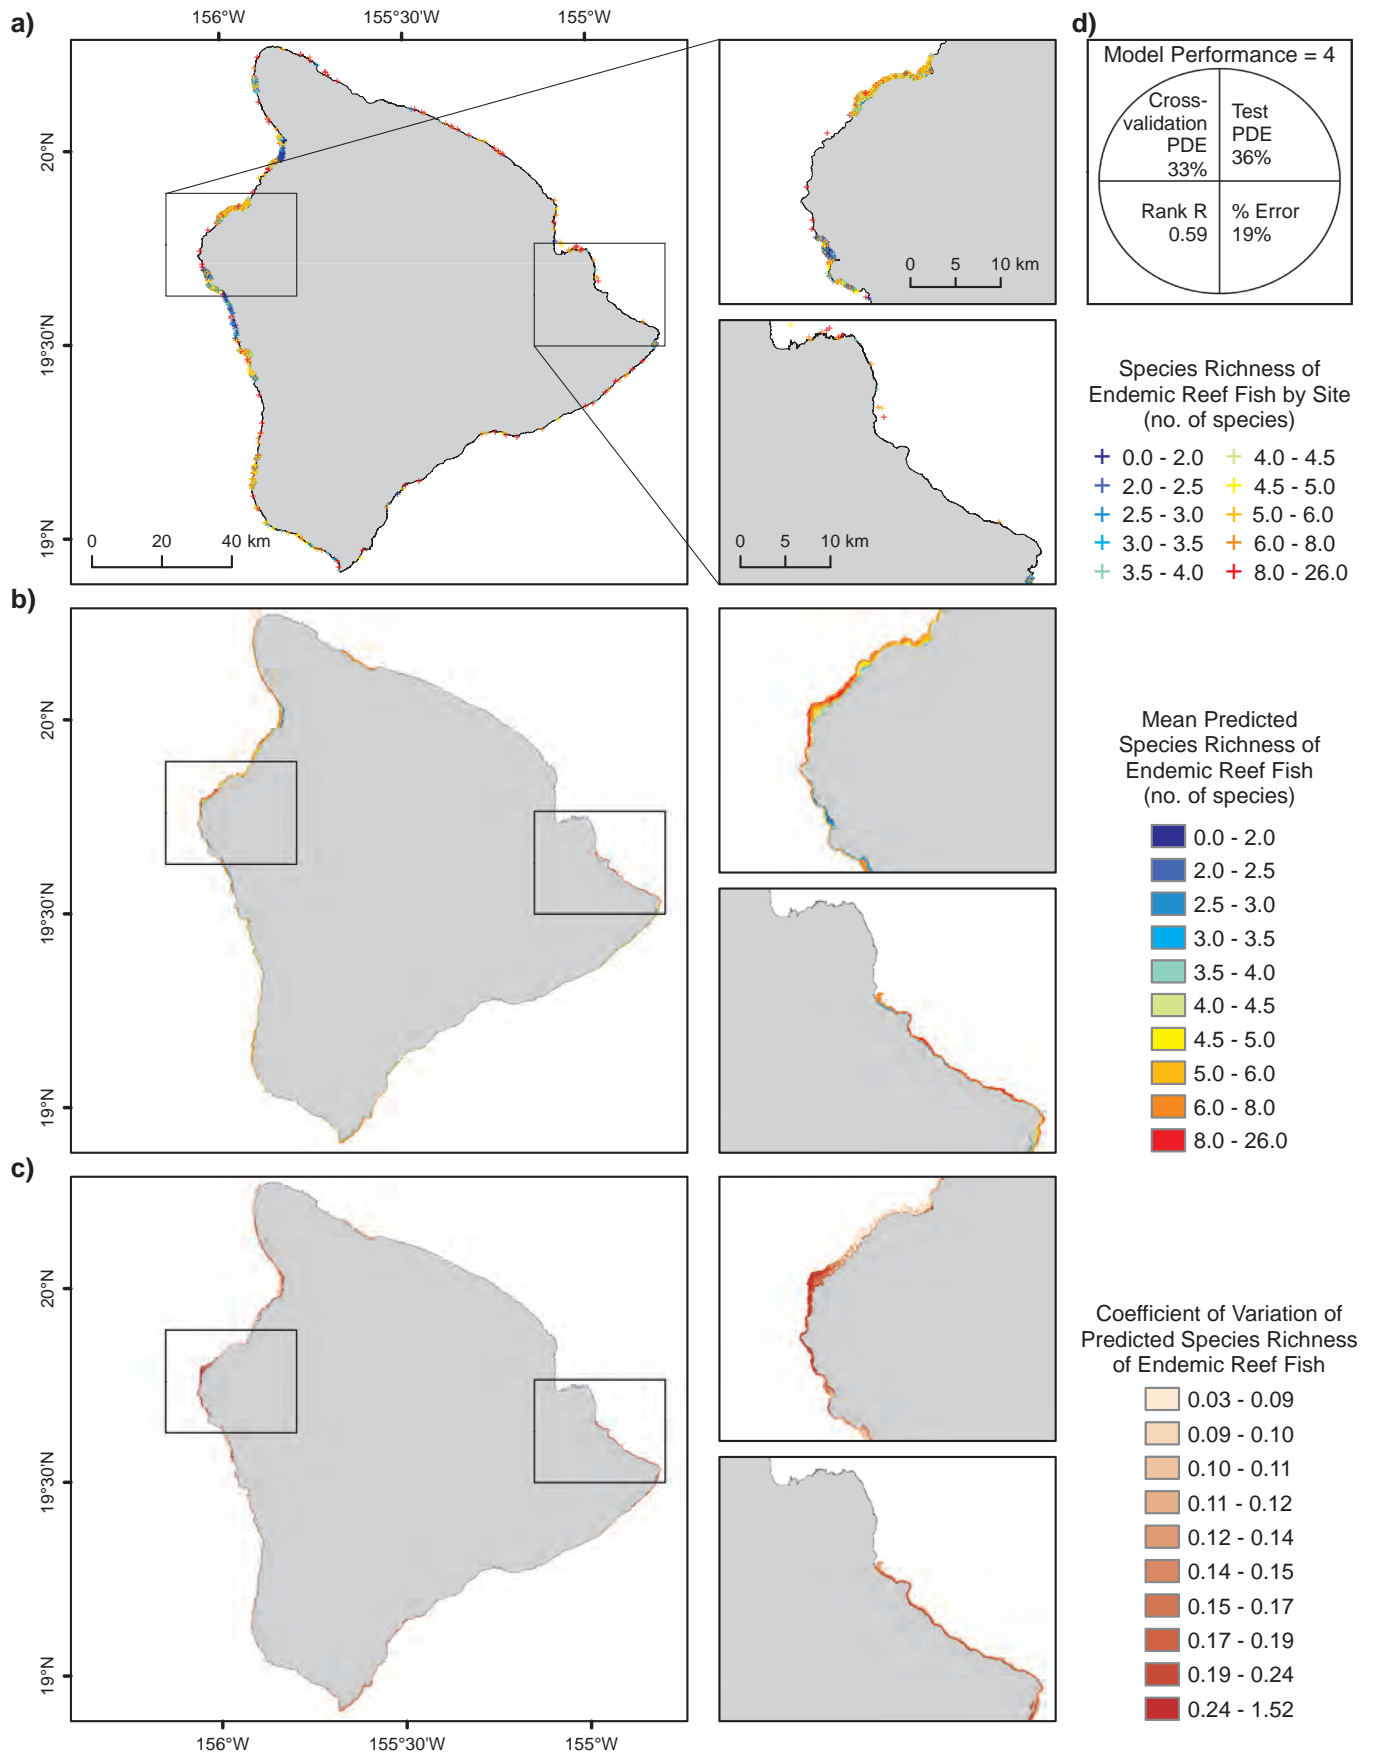 a)
156°W
155°30'W
155°W
20°N
19°30'N
19°N
0 20 40 km
0 5 10 km
0 5 10 km
d)
Model Performance = 4
Cross-
validation
PDE
33%
Test
PDE
36%
Rank R
0.59
% Error
19%
Species Richness of
Endemic Reef Fish by Site
(no. of species)
0.0 - 2.0
2.0 - 2.5
2.5 - 3.0
3.0 - 3.5
3.5 - 4.0
4.0 - 4.5
4.5 - 5.0
5.0 - 6.0
6.0 - 8.0
8.0 - 26.0
b)
20°N
19°30'N
19°N
Mean Predicted
Species Richness of
Endemic Reef Fish
(no. of species)
0.0 - 2.0
2.0 - 2.5
2.5 - 3.0
3.0 - 3.5
3.5 - 4.0
4.0 - 4.5
4.5 - 5.0
5.0 - 6.0
6.0 - 8.0
8.0 - 26.0
c)
20°N
19°30'N
19°N
156°W
155°30'W
155°W
Coefficient of Variation of
Predicted Species Richness
of Endemic Reef Fish
0.03 - 0.09
0.09 - 0.10
0.10 - 0.11
0.11 - 0.12
0.12 - 0.14
0.14 - 0.15
0.15 - 0.17
0.17 - 0.19
0.19 - 0.24
0.24 - 1.52